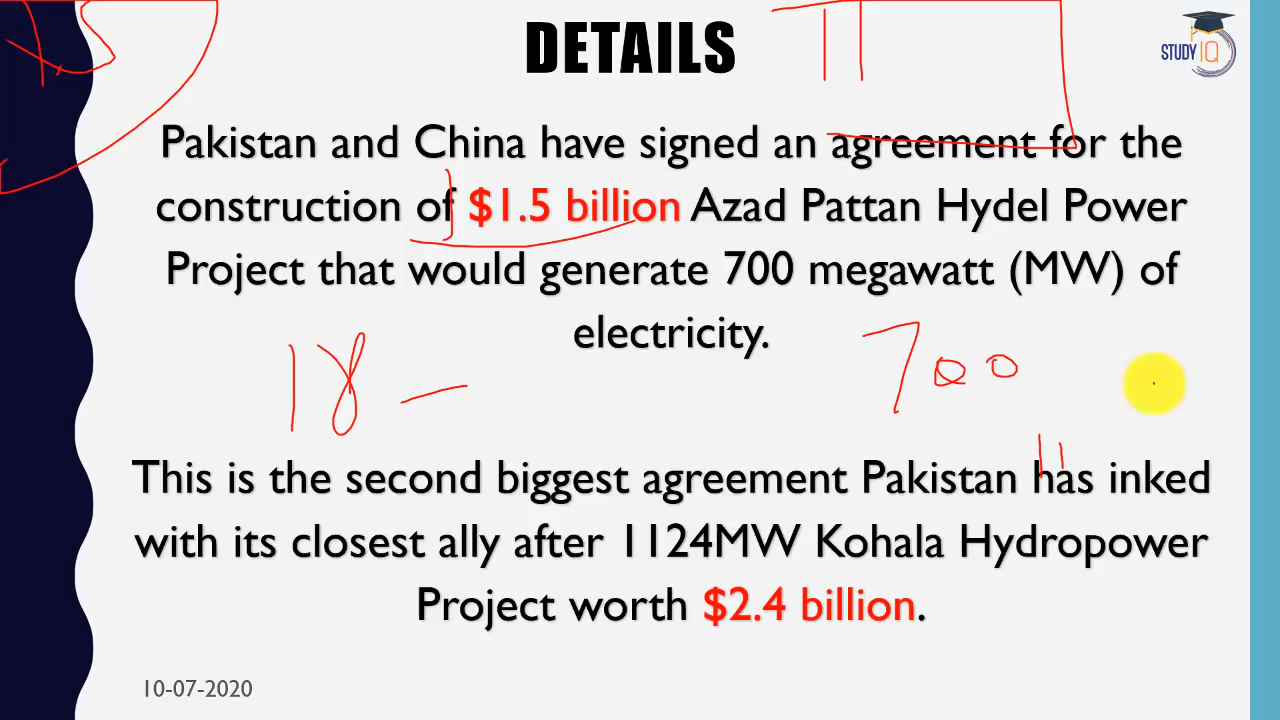 DETAILS
STUDY IQ
Pakistan and China have signed an agreement for the
construction of $1.5 billion Azad Pattan Hydel Power
Project that would generate 700 megawatt (MW) of
electricity.
18 —
700
This is the second biggest agreement Pakistan has inked
with its closest ally after 1124MW Kohala Hydropower
Project worth $2.4 billion.
10-07-2020